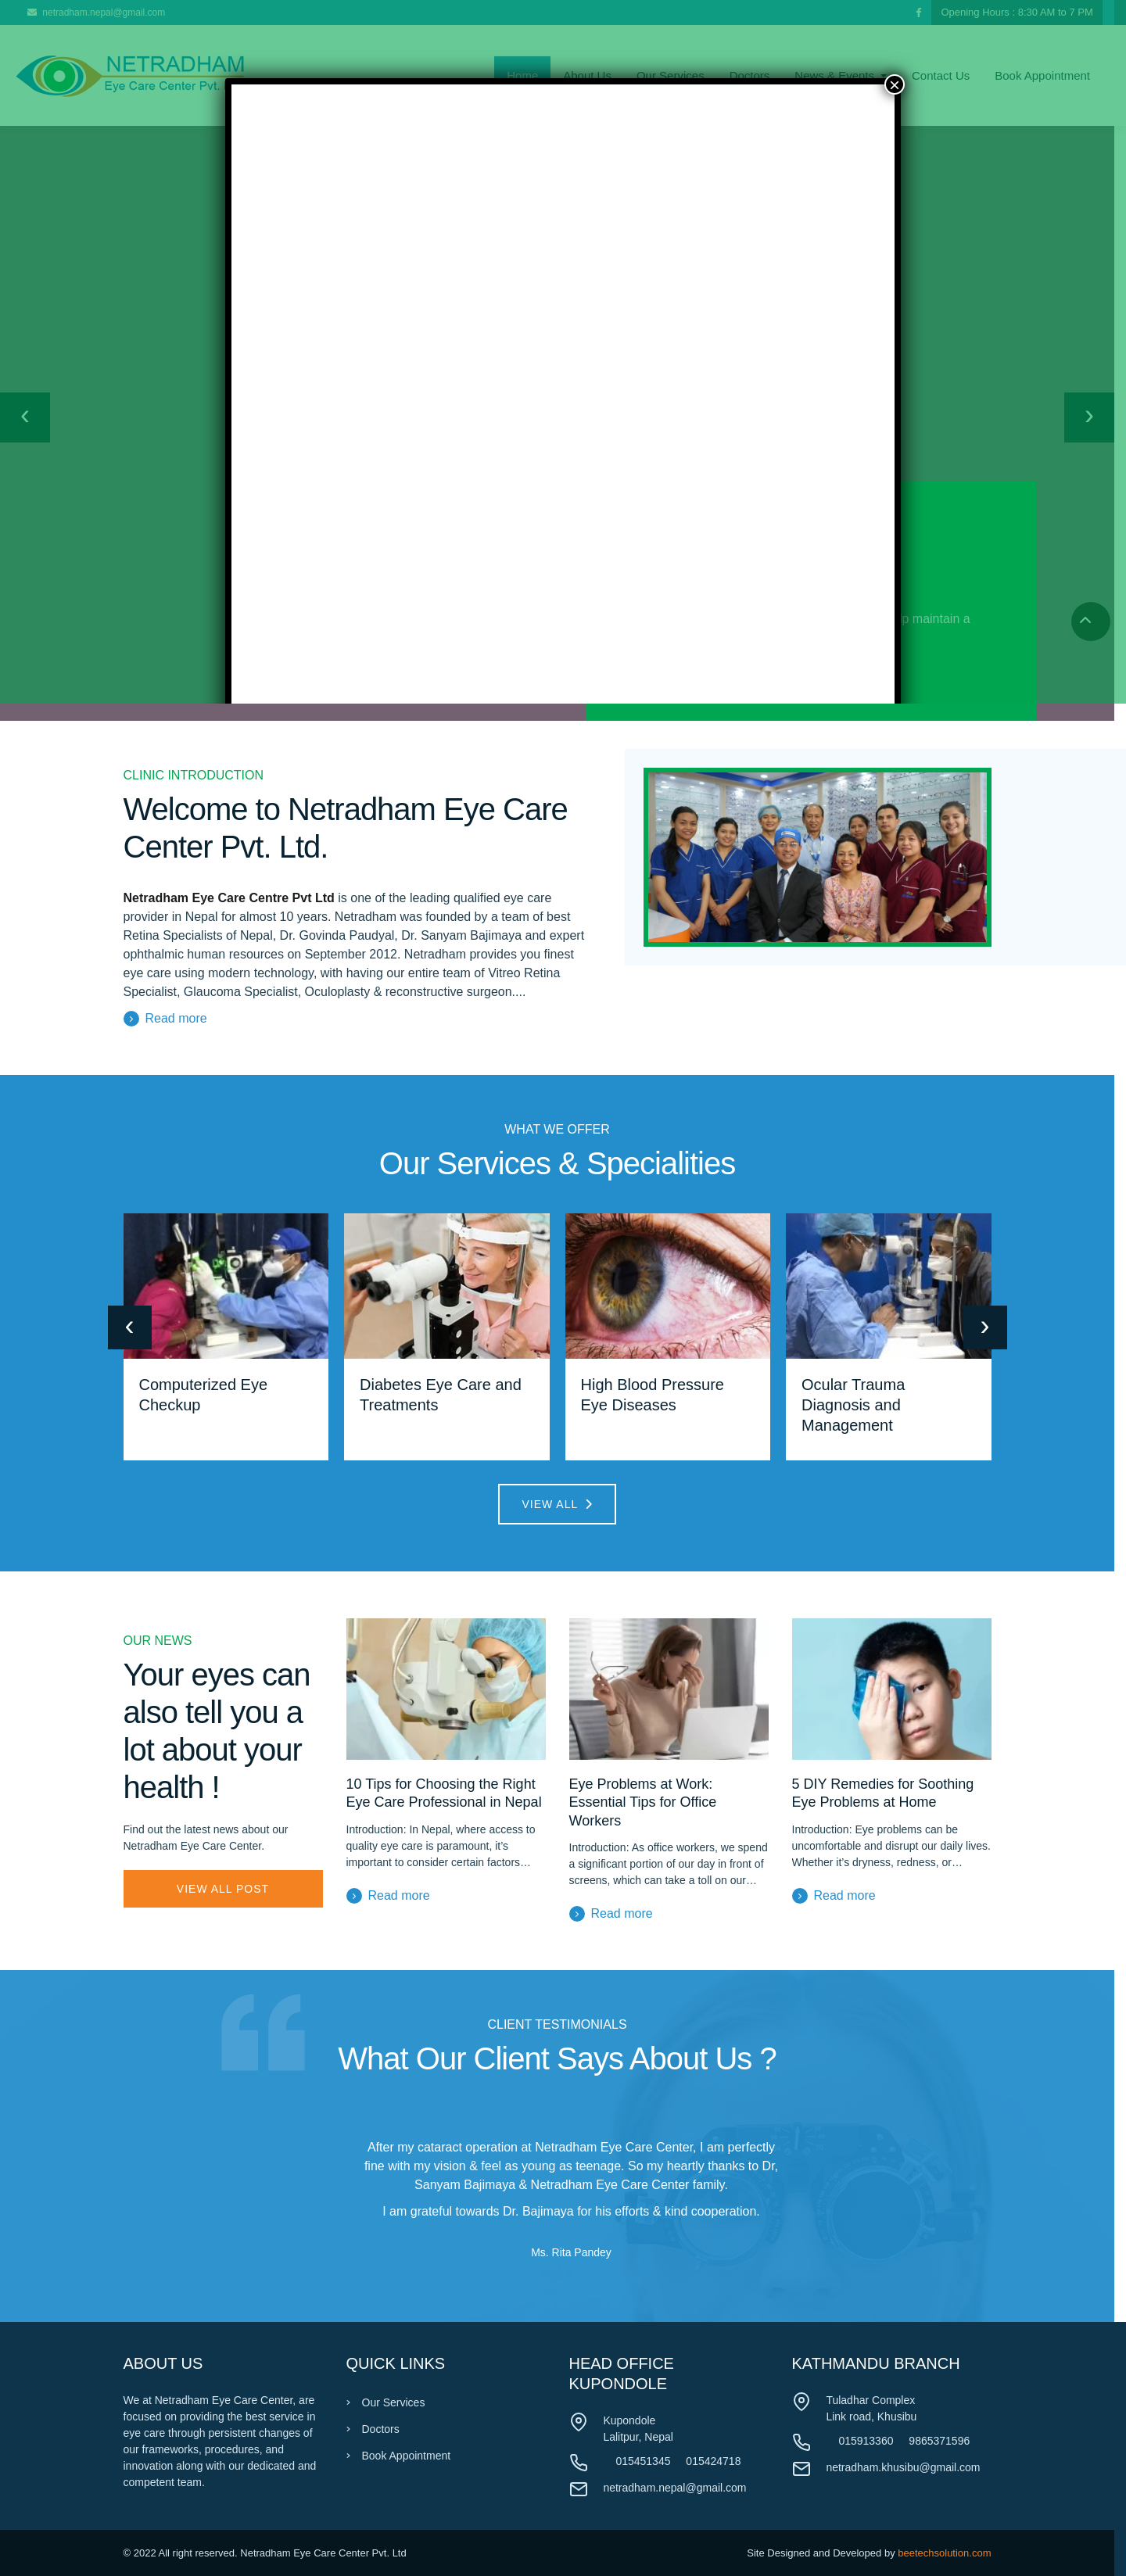 netradham.nepal@gmail.com
Opening Hours : 8:30 AM to 7 PM
NETRADHAM
Eye Care Center Pvt.
Home
About Us
Our Services
Doctors
News & Events
Contact Us
Book Appointment
maintain a
CLINIC INTRODUCTION
Welcome to Netradham Eye Care
Center Pvt. Ltd.
Netradham Eye Care Centre Pvt Ltd is one of the leading qualified eye care
provider in Nepal for almost 10 years. Netradham was founded by a team of best
Retina Specialists of Nepal, Dr. Govinda Paudyal, Dr. Sanyam Bajimaya and expert
ophthalmic human resources on September 2012. Netradham provides you finest
eye care using modern technology, with having our entire team of Vitreo Retina
Specialist, Glaucoma Specialist, Oculoplasty & reconstructive surgeon....
Read more
WHAT WE OFFER
Our Services & Specialities
Computerized Eye
Checkup
Diabetes Eye Care and
Treatments
High Blood Pressure
Eye Diseases
Ocular Trauma
Diagnosis and
Management
VIEW ALL
OUR NEWS
Your eyes can
also tell you a
lot about your
health !
Find out the latest news about our
Netradham Eye Care Center.
VIEW ALL POST
10 Tips for Choosing the Right
Eye Care Professional in Nepal
Introduction: In Nepal, where access to
quality eye care is paramount, it's
important to consider certain factors…
Read more
Eye Problems at Work:
Essential Tips for Office
Workers
Introduction: As office workers, we spend
a significant portion of our day in front of
screens, which can take a toll on our…
Read more
5 DIY Remedies for Soothing
Eye Problems at Home
Introduction: Eye problems can be
uncomfortable and disrupt our daily lives.
Whether it's dryness, redness, or…
Read more
CLIENT TESTIMONIALS
What Our Client Says About Us ?
After my cataract operation at Netradham Eye Care Center, I am perfectly
fine with my vision & feel as young as teenage. So my heartly thanks to Dr,
Sanyam Bajimaya & Netradham Eye Care Center family.
I am grateful towards Dr. Bajimaya for his efforts & kind cooperation.
Ms. Rita Pandey
ABOUT US
We at Netradham Eye Care Center, are
focused on providing the best service in
eye care through persistent changes of
our frameworks, procedures, and
innovation along with our dedicated and
competent team.
QUICK LINKS
Our Services
Doctors
Book Appointment
HEAD OFFICE
KUPONDOLE
Kupondole
Lalitpur, Nepal
015451345 015424718
netradham.nepal@gmail.com
KATHMANDU BRANCH
Tuladhar Complex
Link road, Khusibu
015913360 9865371596
netradham.khusibu@gmail.com
© 2022 All right reserved. Netradham Eye Care Center Pvt. Ltd
Site Designed and Developed by beetechsolution.com